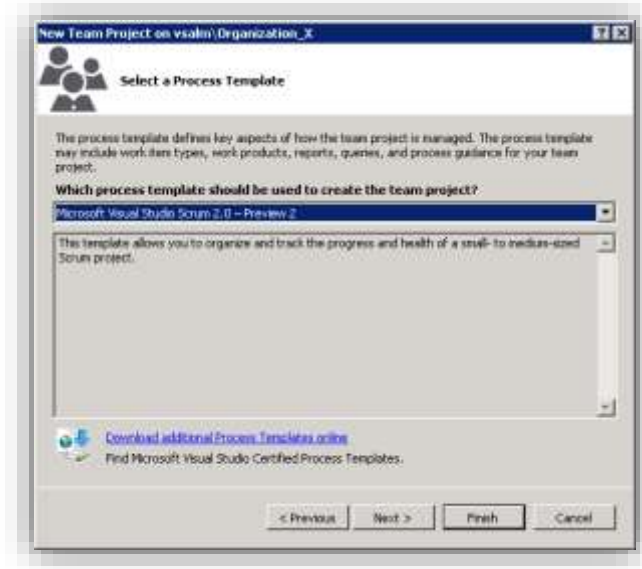 New Team Project on vsalm\Organization_X
Select a Process Template
The process template defines key aspects of how the team project is managed. The process template
may include work item types, work products, reports, queries, and process guidance for your team
project.
Which process template should be used to create the team project?
Microsoft Visual Studio Scrum 2.0 – Preview 2
This template allows you to organize and track the progress and health of a small- to medium-sized
Scrum project.
Download additional Process Templates online
Find Microsoft Visual Studio Certified Process Templates.
< Previous Next > Finish Cancel